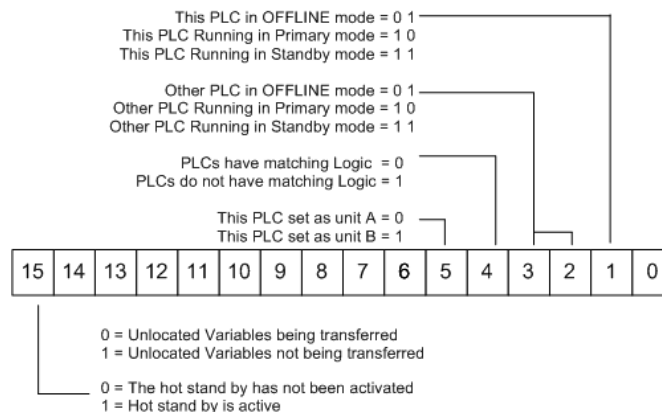 This PLC in OFFLINE mode = 0 1
This PLC Running in Primary mode = 1 0
This PLC Running in Standby mode = 1 1
Other PLC in OFFLINE mode = 0 1
Other PLC Running in Primary mode = 1 0
Other PLC Running in Standby mode = 1 1
PLCs have matching Logic = 0
PLCs do not have matching Logic = 1
This PLC set as unit A = 0
This PLC set as unit B = 1
15 14 13 12 11 10 9 8 7 6 5 4 3 2 1 0
0 = Unlocated Variables being transferred
1 = Unlocated Variables not being transferred
0 = The hot stand by has not been activated
1 = Hot stand by is active